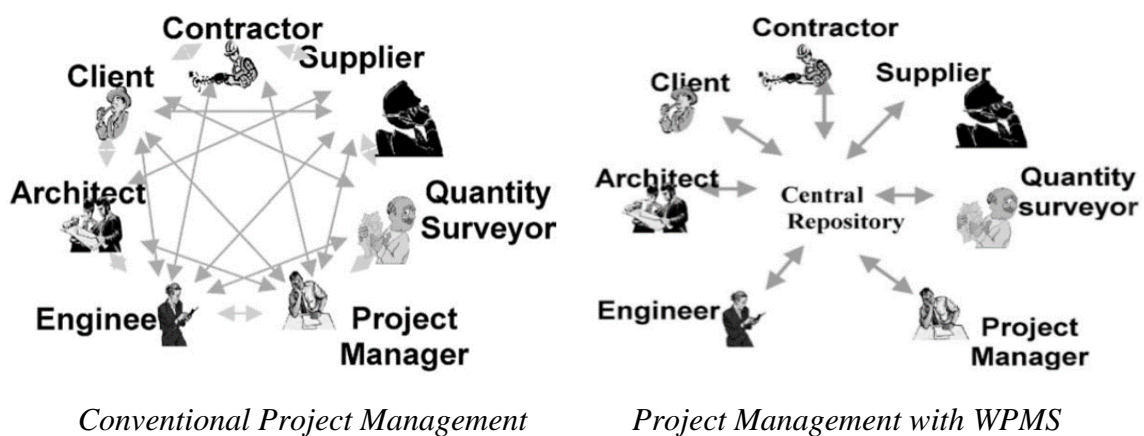 Contractor
Supplier
Client
Architect
Quantity
Surveyor
Enginee
Project
Manager
Conventional Project Management
Contractor
Supplier
Client
Architect
Central
Repository
Quantity
surveyor
Engineer
Project
Manager
Project Management with WPMS